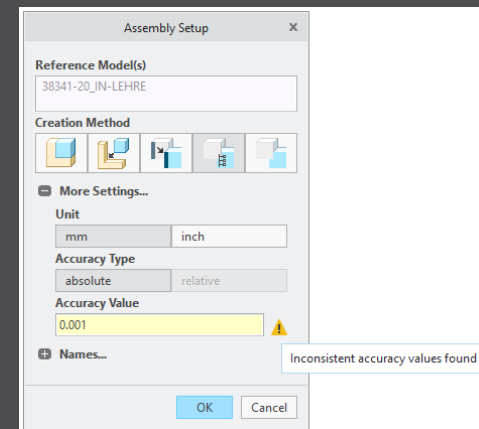 Assembly Setup x
Reference Model(s)
38341-20_IN-LEHRE
Creation Method
More Settings...
Unit
mm inch
Accuracy Type
absolute relative
Accuracy Value
0.001
Inconsistent accuracy values found
Names...
OK Cancel